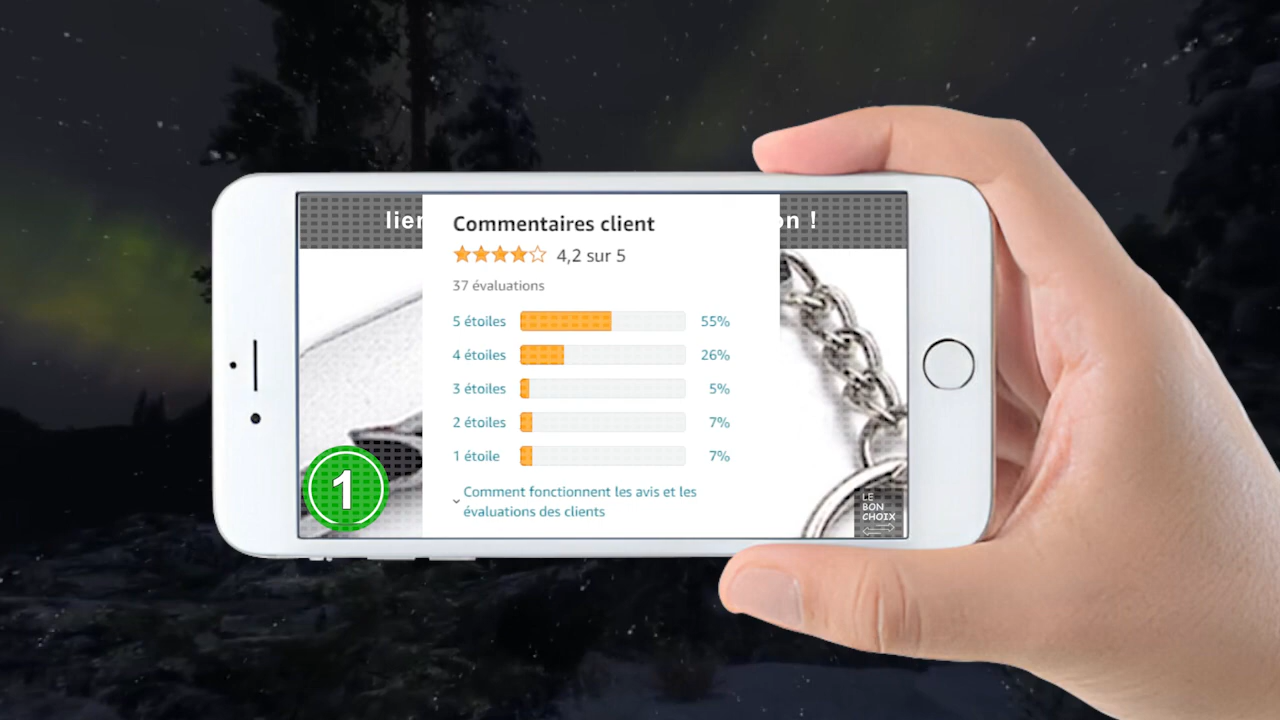 Commentaires client
4,2 sur 5
37 évaluations
5 étoiles 55%
4 étoiles 26%
3 étoiles 5%
2 étoiles 7%
1 étoile 7%
Comment fonctionnent les avis et les
évaluations des clients
1
LE
BON
CHOIX